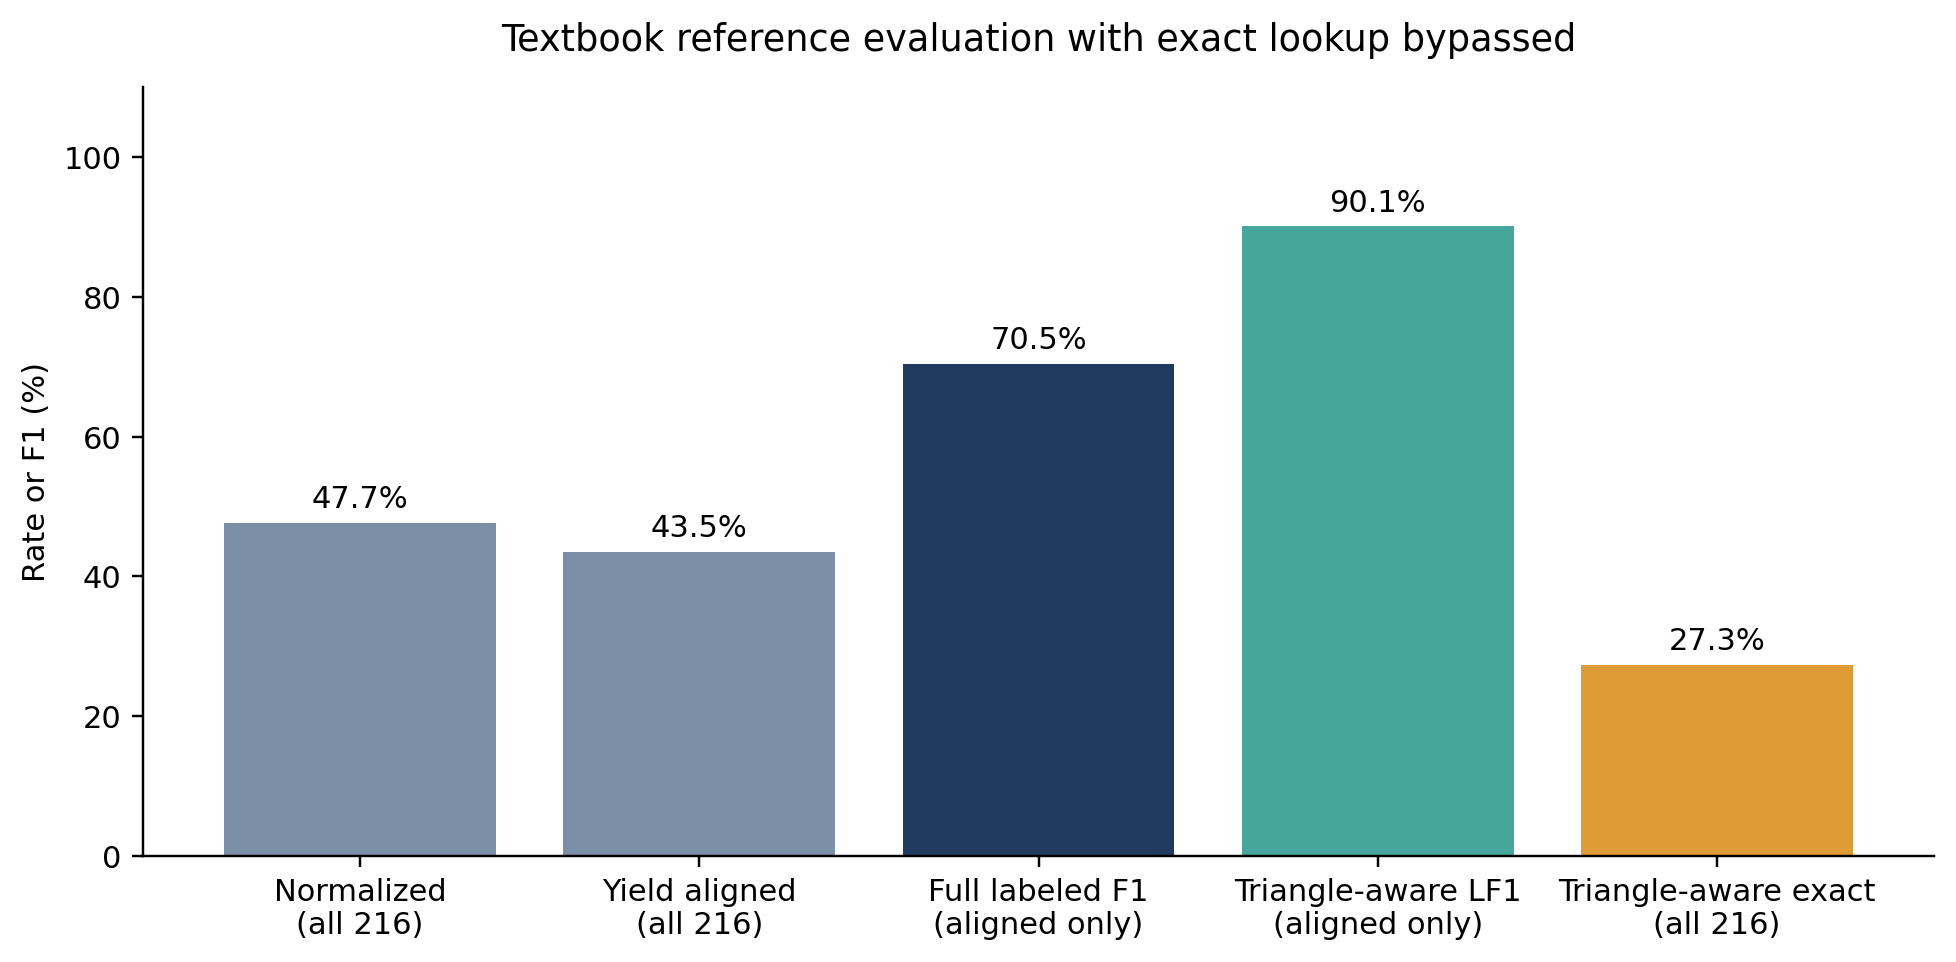 Textbook reference evaluation with exact lookup bypassed
Rate or F1 (%)
100
80
60
40
20
0
47.7%
43.5%
70.5%
90.1%
27.3%
Normalized
(all 216)
Yield aligned
(all 216)
Full labeled F1
(aligned only)
Triangle-aware LF1
(aligned only)
Triangle-aware exact
(all 216)